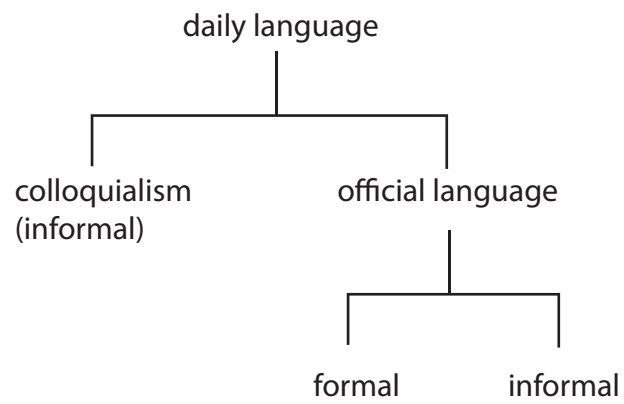 daily language
colloquialism
(informal)
official language
formal
informal